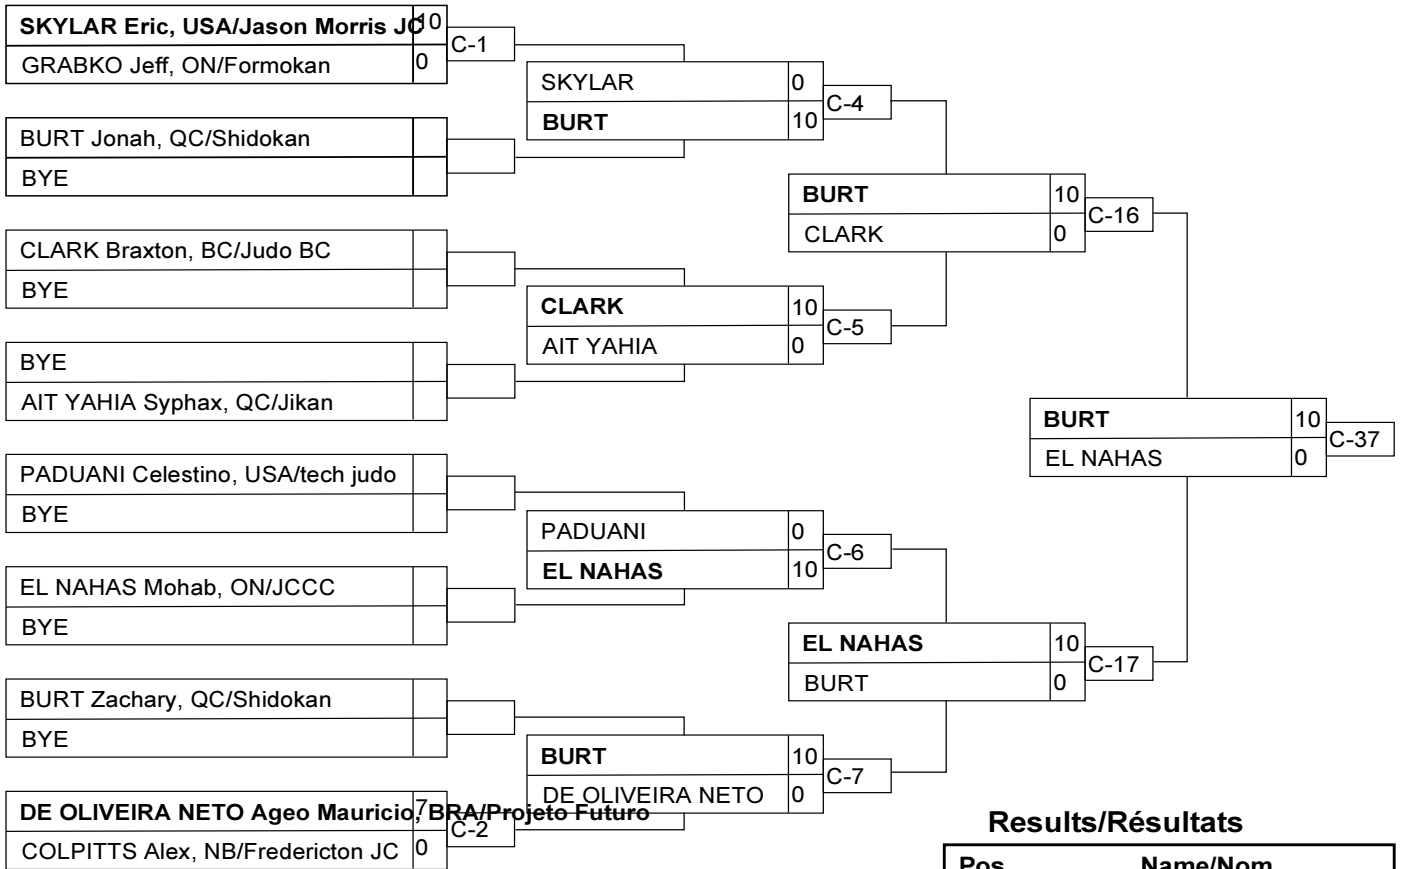 SKYLAR Eric, USA/Jason Morris JC 10
C-1
GRABKO Jeff, ON/Formokan 0
SKYLAR 0
C-4
BURT 10
BURT Jonah, QC/Shidokan
BYE
BURT 10
C-16
CLARK 0
CLARK Braxton, BC/Judo BC
BYE
CLARK 10
C-5
AIT YAHIA 0
BYE
AIT YAHIA Syphax, QC/Jikan
BURT 10
C-37
EL NAHAS 0
PADUANI Celestino, USA/tech judo
BYE
PADUANI 0
C-6
EL NAHAS 10
EL NAHAS Mohab, ON/JCCC
BYE
EL NAHAS 10
C-17
BURT 0
BURT Zachary, QC/Shidokan
BYE
BURT 10
C-7
DE OLIVEIRA NETO 0
DE OLIVEIRA NETO Ageo Mauricio, BRA/Projeto Futuro 7
C-2
COLPITTS Alex, NB/Fredericton JC 0
Results/Résultats
Pos Name/Nom